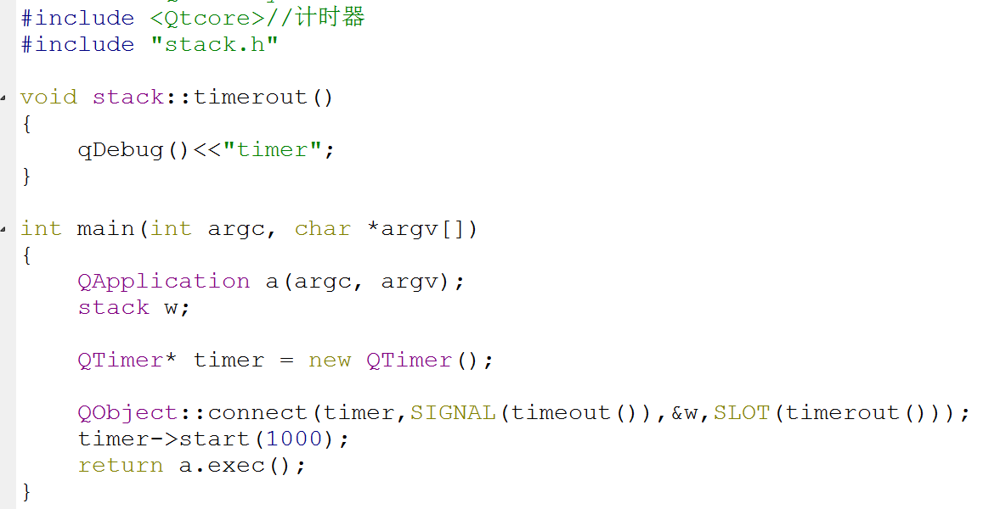 #include <Qtcore>//计时器
#include "stack.h"
void stack::timerout()
{
qDebug()<<"timer";
}
int main(int argc, char *argv[])
{
QApplication a(argc, argv);
stack w;
QTimer* timer = new QTimer();
QObject::connect(timer,SIGNAL(timeout()),&w,SLOT(timerout()));
timer->start(1000);
return a.exec();
}